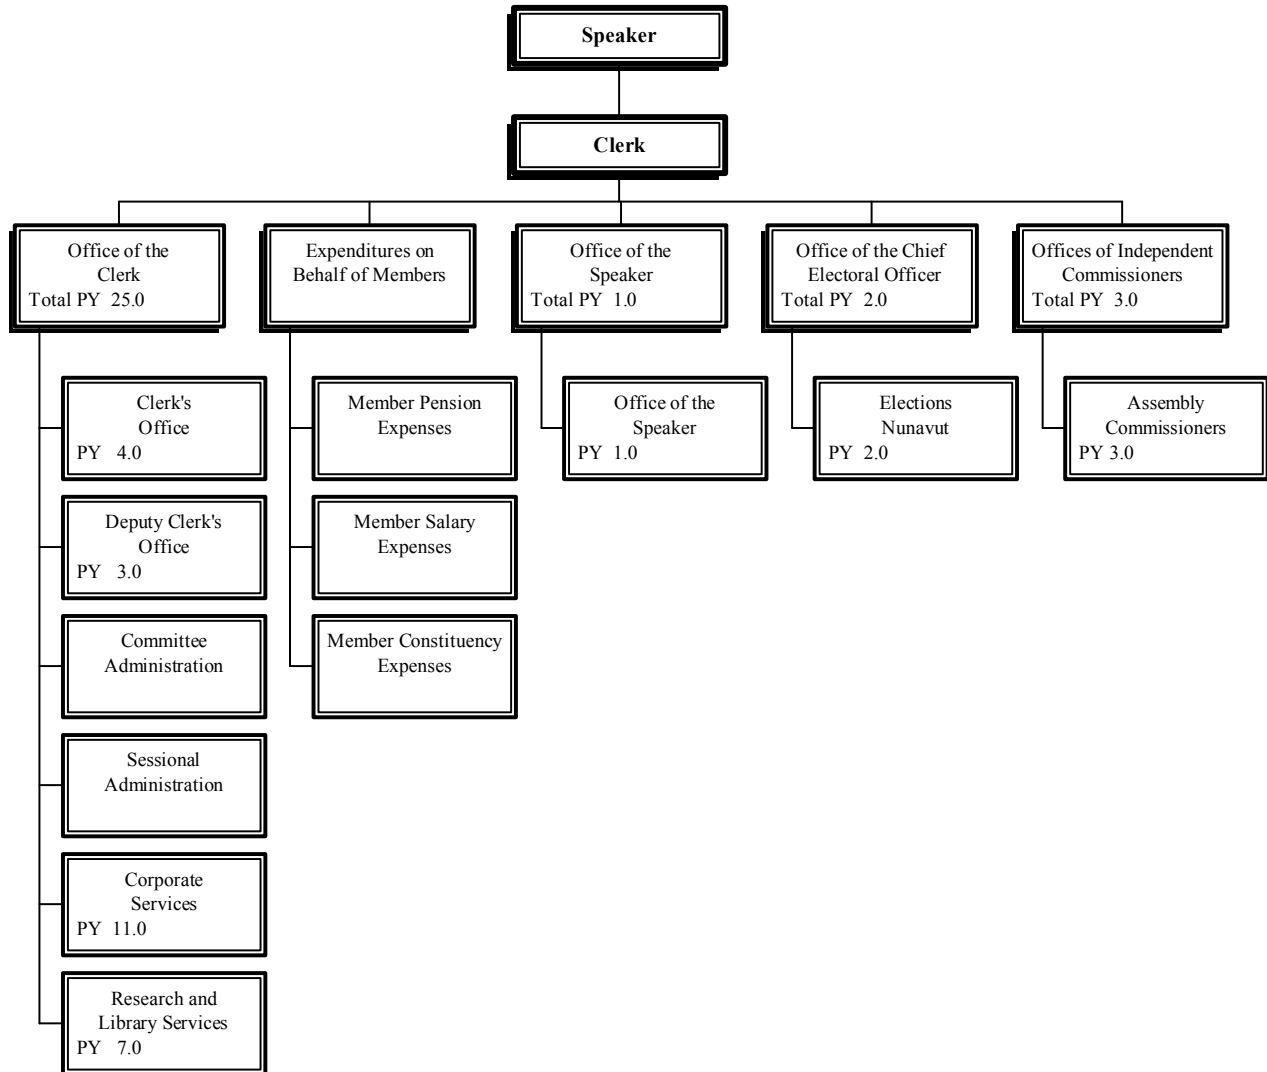 Speaker
Clerk
Office of the
Clerk
Total PY 25.0
Expenditures on
Behalf of Members
Office of the
Speaker
Total PY 1.0
Office of the Chief
Electoral Officer
Total PY 2.0
Offices of Independent
Commissioners
Total PY 3.0
Clerk's
Office
PY 4.0
Member Pension
Expenses
Office of the
Speaker
PY 1.0
Elections
Nunavut
PY 2.0
Assembly
Commissioners
PY 3.0
Deputy Clerk's
Office
PY 3.0
Member Salary
Expenses
Committee
Administration
Member Constituency
Expenses
Sessional
Administration
Corporate
Services
PY 11.0
Research and
Library Services
PY 7.0